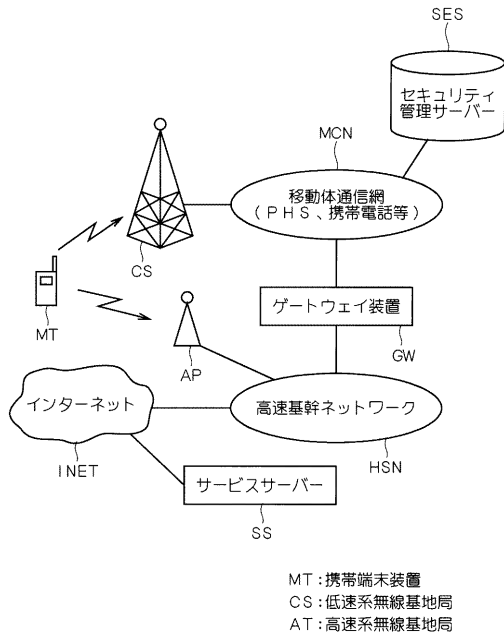 SES
セキュリティ
管理サーバー
MCN
移動体通信網
(PHS、携帯電話等)
CS
MT
ゲートウェイ装置
GW
AP
インターネット
高速基幹ネットワーク
INET
HSN
サービスサーバー
SS
MT:携帯端末装置
CS:低速系無線基地局
AT:高速系無線基地局